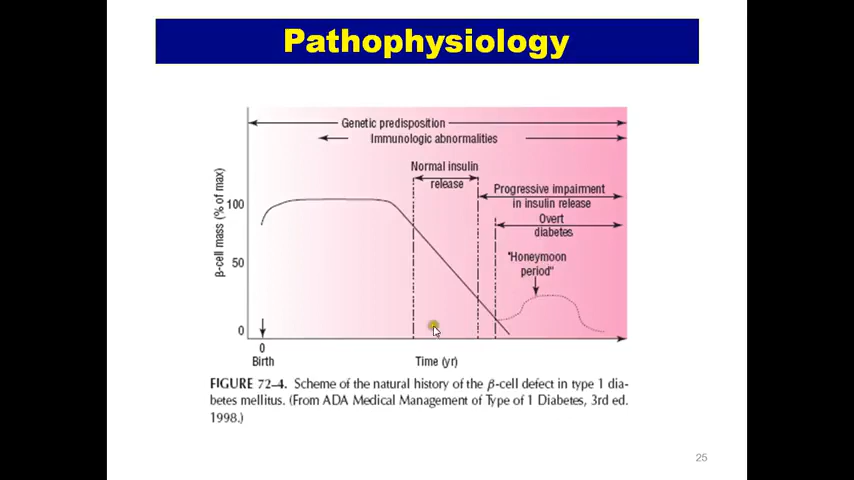 Pathophysiology
Genetic predisposition
Immunologic abnormalities
Normal insulin
release
Progressive impairment
in insulin release
Overt
diabetes
"Honeymoon
period"
β-cell mass (% of max)
100
50
0
0
Birth
Time (yr)
FIGURE 72–4. Scheme of the natural history of the β-cell defect in type 1 dia-
betes mellitus. (From ADA Medical Management of Type of 1 Diabetes, 3rd ed.
1998.)
25